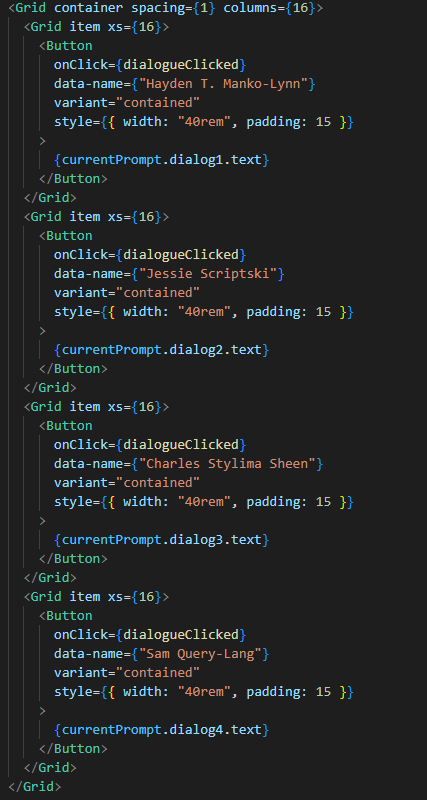 <Grid container spacing={1} columns={16}>
<Grid item xs={16}>
<Button
onClick={dialogueClicked}
data-name={"Hayden T. Manko-Lynn"}
variant="contained"
style={{ width: "40rem", padding: 15 }}
>
{currentPrompt.dialog1.text}
</Button>
</Grid>
<Grid item xs={16}>
<Button
onClick={dialogueClicked}
data-name={"Jessie Scriptski"}
variant="contained"
style={{ width: "40rem", padding: 15 }}
>
{currentPrompt.dialog2.text}
</Button>
</Grid>
<Grid item xs={16}>
<Button
onClick={dialogueClicked}
data-name={"Charles Stylima Sheen"}
variant="contained"
style={{ width: "40rem", padding: 15 }}
>
{currentPrompt.dialog3.text}
</Button>
</Grid>
<Grid item xs={16}>
<Button
onClick={dialogueClicked}
data-name={"Sam Query-Lang"}
variant="contained"
style={{ width: "40rem", padding: 15 }}
>
{currentPrompt.dialog4.text}
</Button>
</Grid>
</Grid>